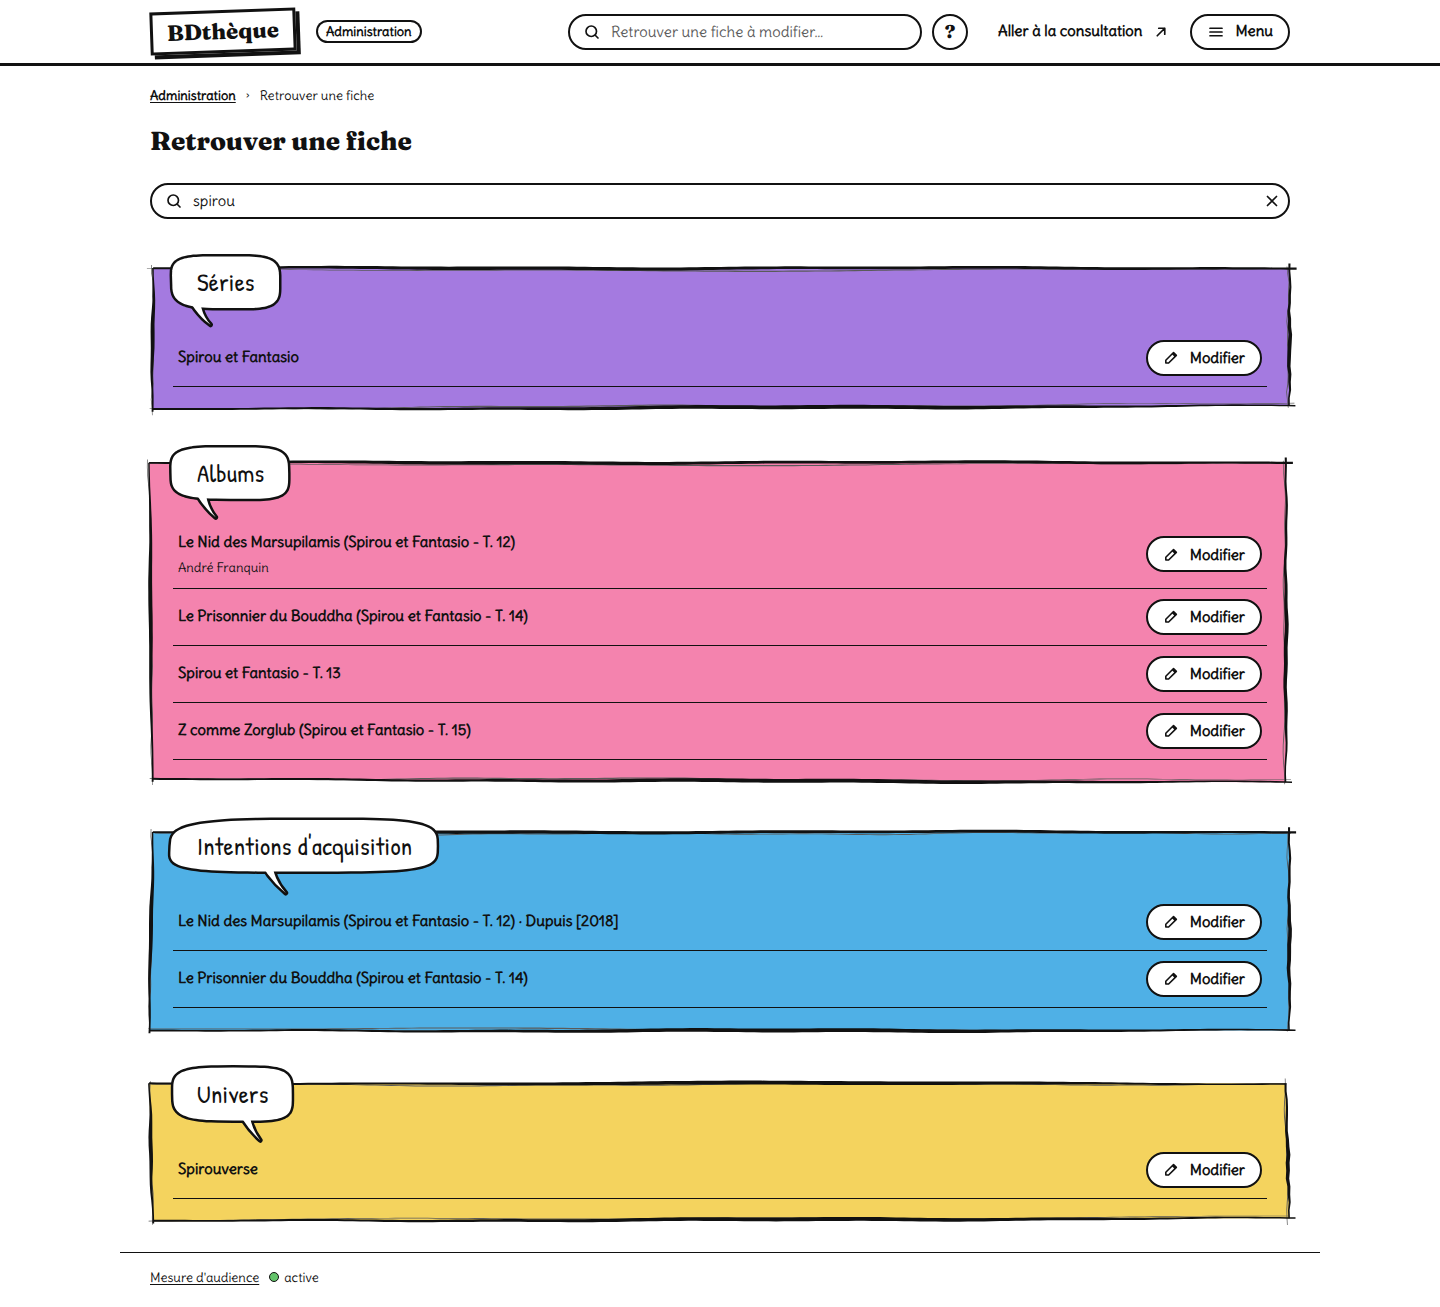 BDthèque
Administration
Retrouver une fiche à modifier...
?
Aller à la consultation
Menu
Administration › Retrouver une fiche
Retrouver une fiche
spirou
Séries
Spirou et Fantasio
Modifier
Albums
Le Nid des Marsupilamis (Spirou et Fantasio - T. 12)
André Franquin
Modifier
Le Prisonnier du Bouddha (Spirou et Fantasio - T. 14)
Modifier
Spirou et Fantasio - T. 13
Modifier
Z comme Zorglub (Spirou et Fantasio - T. 15)
Modifier
Intentions d'acquisition
Le Nid des Marsupilamis (Spirou et Fantasio - T. 12) · Dupuis [2018]
Modifier
Le Prisonnier du Bouddha (Spirou et Fantasio - T. 14)
Modifier
Univers
Spirouverse
Modifier
Mesure d'audience active